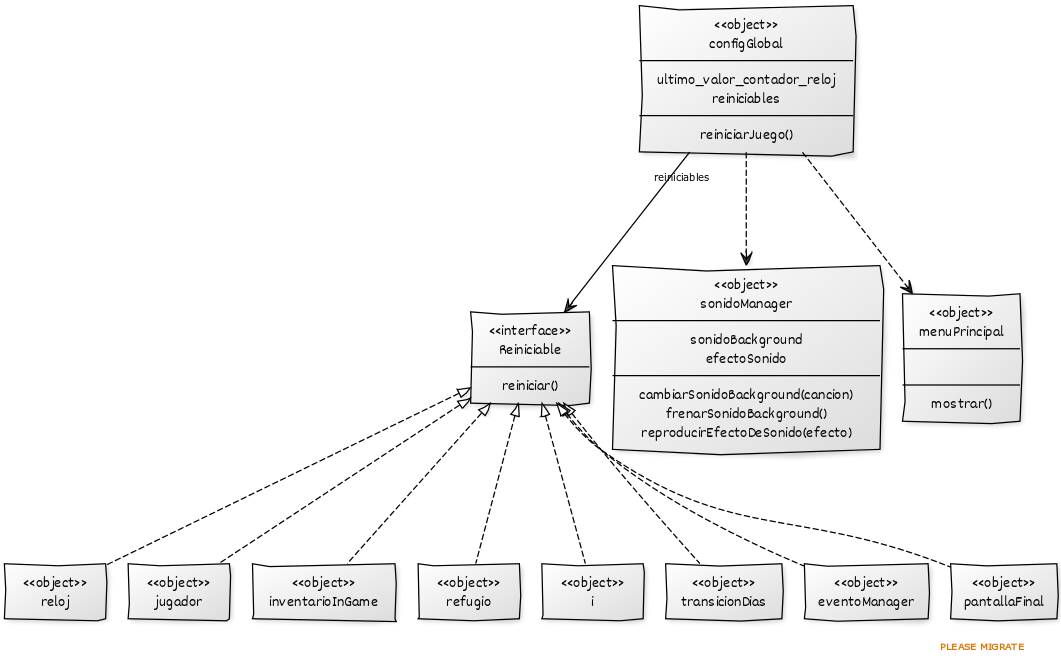 <<object>>
configGlobal
ultimo_valor_contador_reloj
reiniciables
reiniciarJuego()
reiniciables
<<interface>>
Reiniciable
reiniciar()
<<object>>
sonidoManager
sonidoBackground
efectoSonido
cambiarSonidoBackground(cancion)
frenarSonidoBackground()
reproducirEfectoDeSonido(efecto)
<<object>>
menuPrincipal
mostrar()
<<object>>
reloj
<<object>>
jugador
<<object>>
inventarioInGame
<<object>>
refugio
<<object>>
i
<<object>>
transicionDias
<<object>>
eventoManager
<<object>>
pantallaFinal
PLEASE MIGRATE